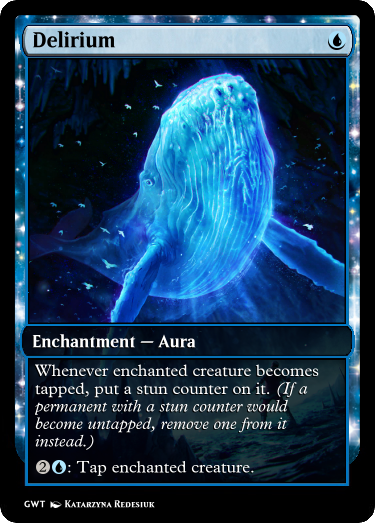 Delirium
Enchantment — Aura
Whenever enchanted creature becomes
tapped, put a stun counter on it. (If a
permanent with a stun counter would
become untapped, remove one from it
instead.)
2: Tap enchanted creature.
GWT Katarzyna Redesiuk